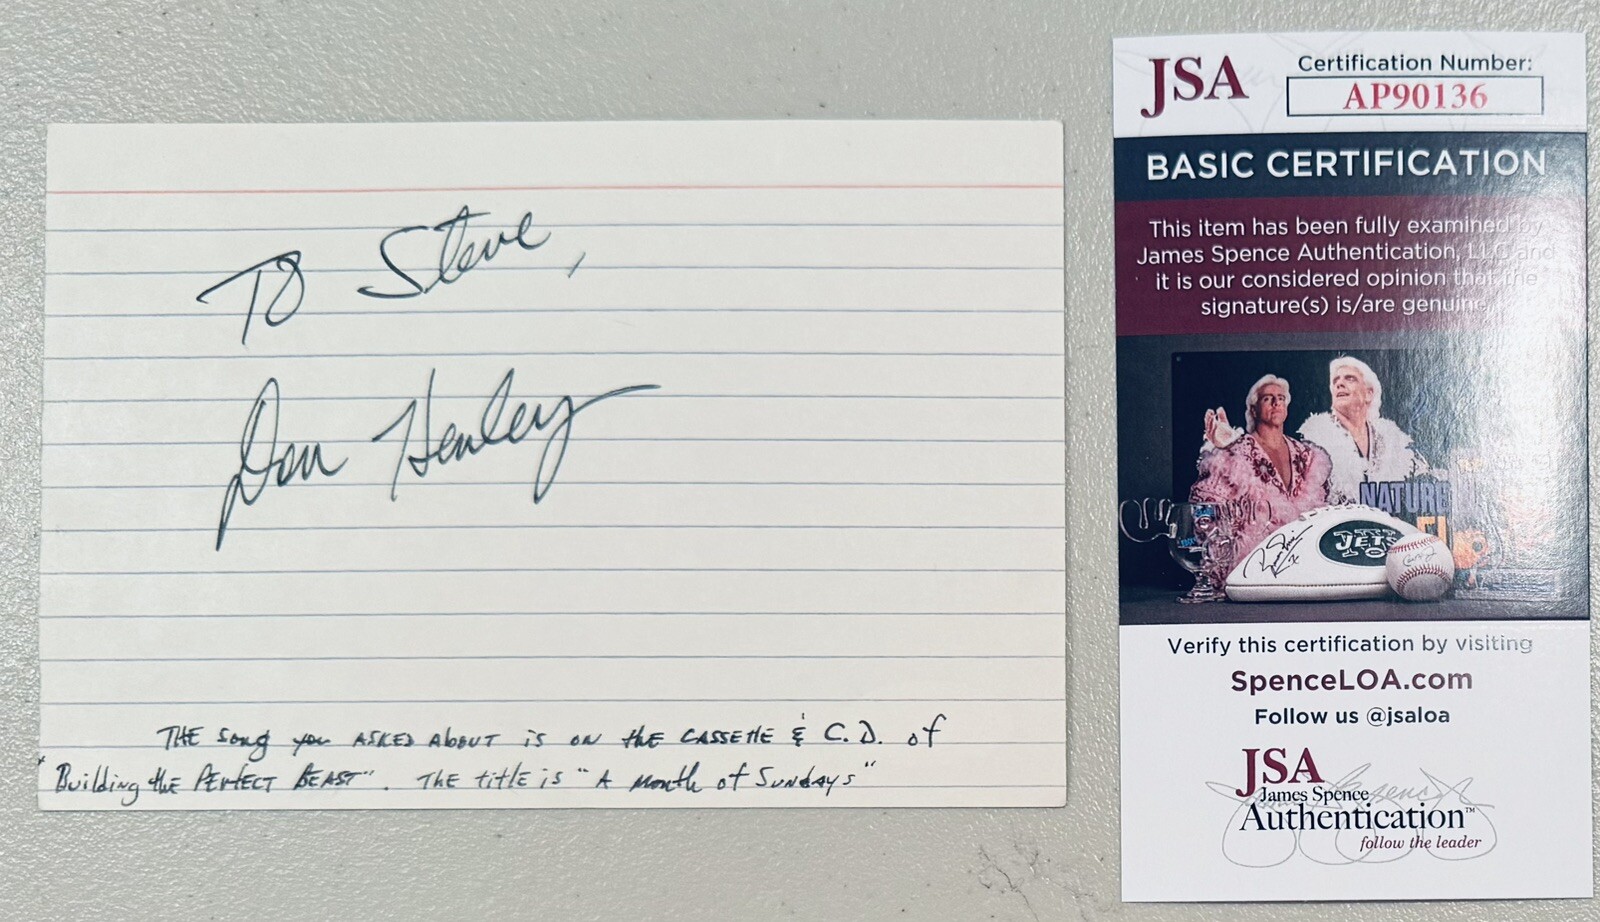 To Steve,
Don Henley
THE song you ASKED ABOUT is on the CASSETTE & C.D. of
"Building the PERFECT BEAST". THE title is "A Month of SUNDAYS"
JSA
Certification Number:
AP90136
BASIC CERTIFICATION
This item has been fully examined by
James Spence Authentication, LLC and
it is our considered opinion that the
signature(s) is/are genuine.
NATURE
JETS
Verify this certification by visiting
SpenceLOA.com
Follow us @jsaloa
JSA
James Spence
Authentication™
follow the leader